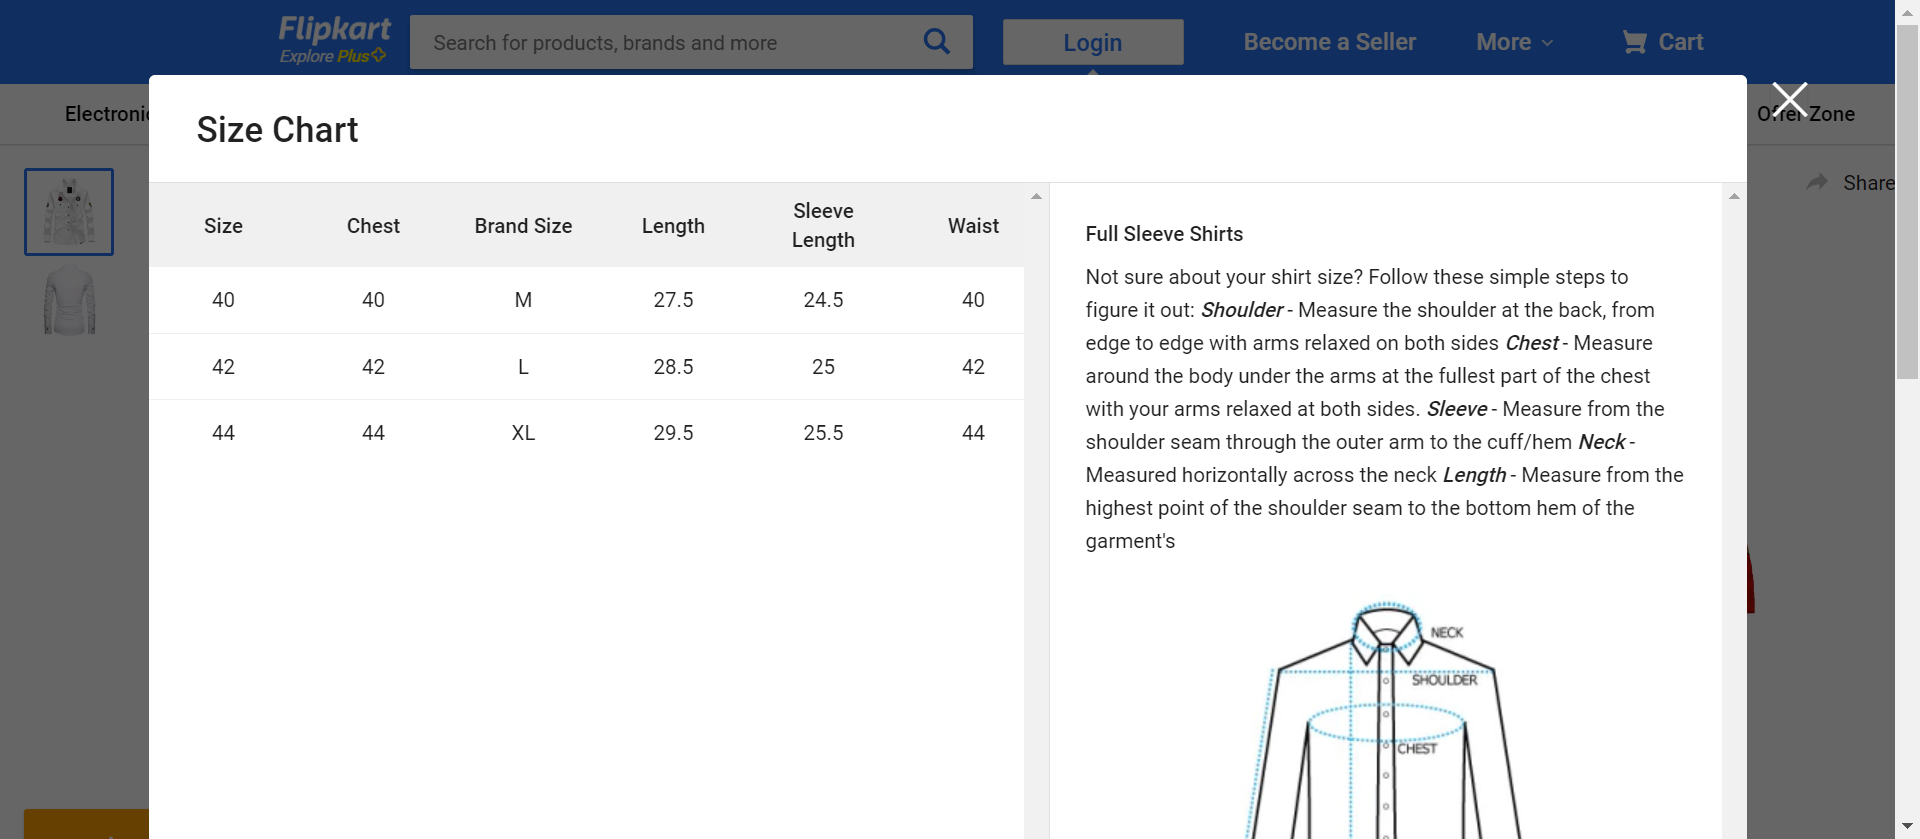 Flipkart
Explore Plus
Search for products, brands and more
Login
Become a Seller
More
Cart
Electronic
Offer Zone
Share
Size Chart
Size Chest Brand Size Length Sleeve Length Waist
40 40 M 27.5 24.5 40
42 42 L 28.5 25 42
44 44 XL 29.5 25.5 44
Full Sleeve Shirts
Not sure about your shirt size? Follow these simple steps to
figure it out: Shoulder - Measure the shoulder at the back, from
edge to edge with arms relaxed on both sides Chest - Measure
around the body under the arms at the fullest part of the chest
with your arms relaxed at both sides. Sleeve - Measure from the
shoulder seam through the outer arm to the cuff/hem Neck -
Measured horizontally across the neck Length - Measure from the
highest point of the shoulder seam to the bottom hem of the
garment's
NECK
SHOULDER
CHEST